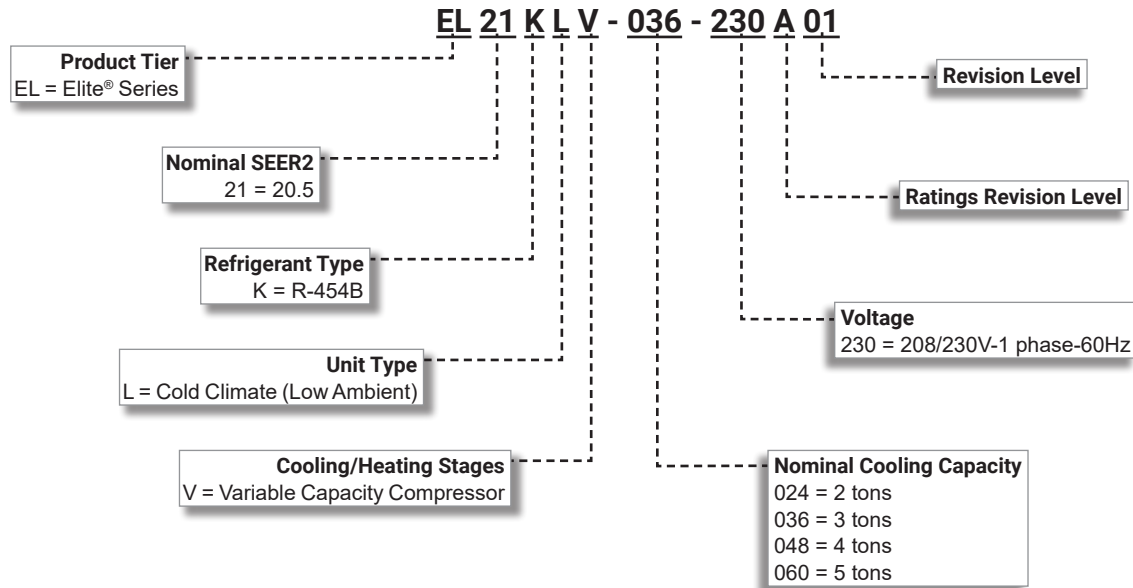 EL 21 K L V - 036 - 230 A 01
Product Tier
EL = Elite® Series
Revision Level
Nominal SEER2
21 = 20.5
Ratings Revision Level
Refrigerant Type
K = R-454B
Voltage
230 = 208/230V-1 phase-60Hz
Unit Type
L = Cold Climate (Low Ambient)
Cooling/Heating Stages
V = Variable Capacity Compressor
Nominal Cooling Capacity
024 = 2 tons
036 = 3 tons
048 = 4 tons
060 = 5 tons